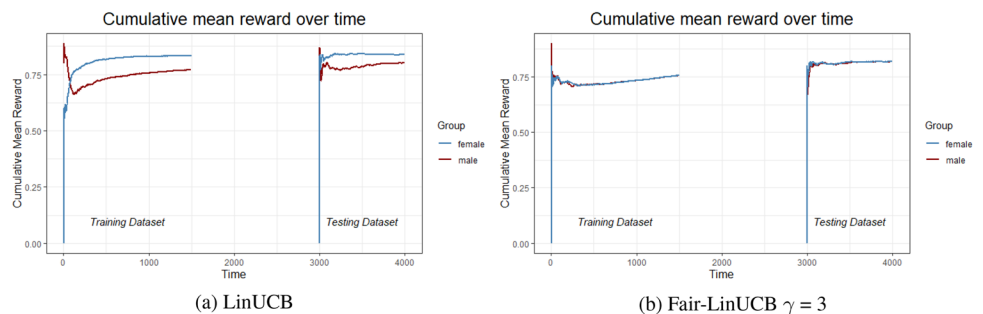 Cumulative mean reward over time
Cumulative Mean Reward
0.75
0.50
0.25
0.00
Training Dataset
Testing Dataset
0
1000
2000
3000
4000
Time
Group
female
male
(a) LinUCB
Cumulative mean reward over time
Cumulative Mean Reward
0.75
0.50
0.25
0.00
Training Dataset
Testing Dataset
0
1000
2000
3000
4000
Time
Group
female
male
(b) Fair-LinUCB γ = 3